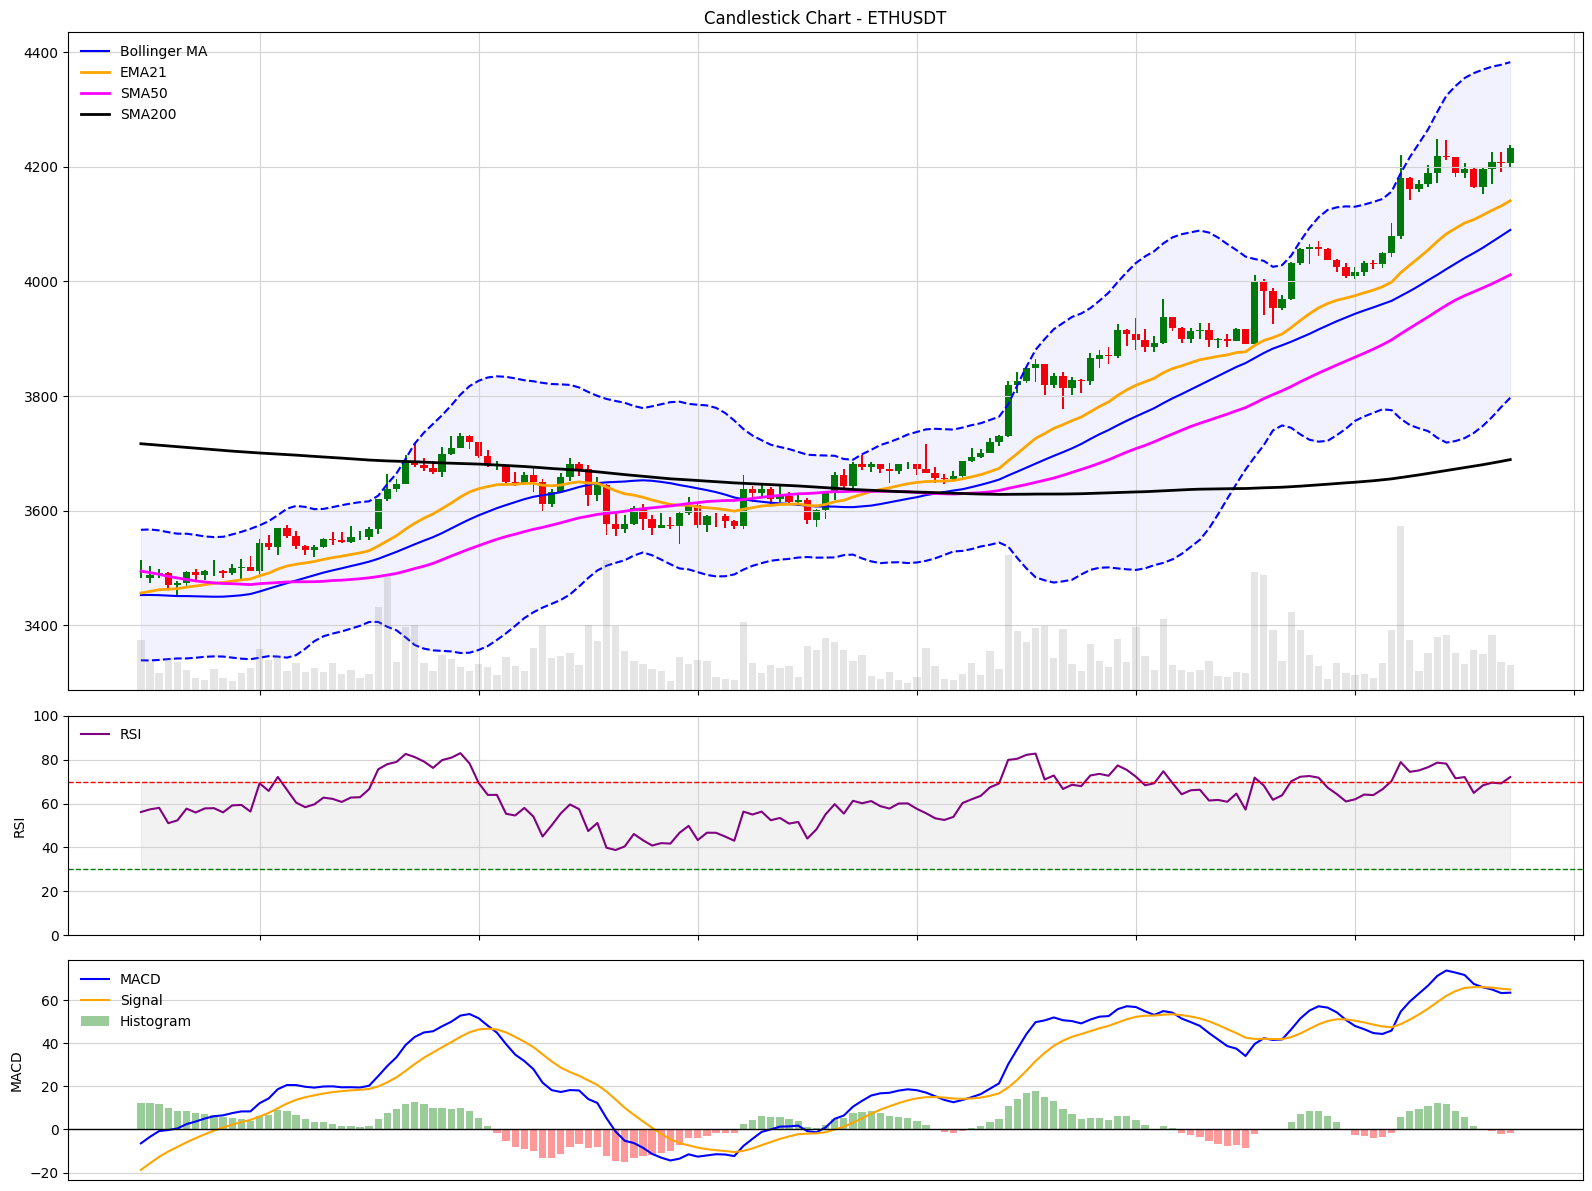 Candlestick Chart - ETHUSDT
Bollinger MA
EMA21
SMA50
SMA200
4400
4200
4000
3800
3600
3400
RSI
100
80
60
40
20
0
RSI
MACD
Signal
Histogram
60
40
20
0
−20
MACD